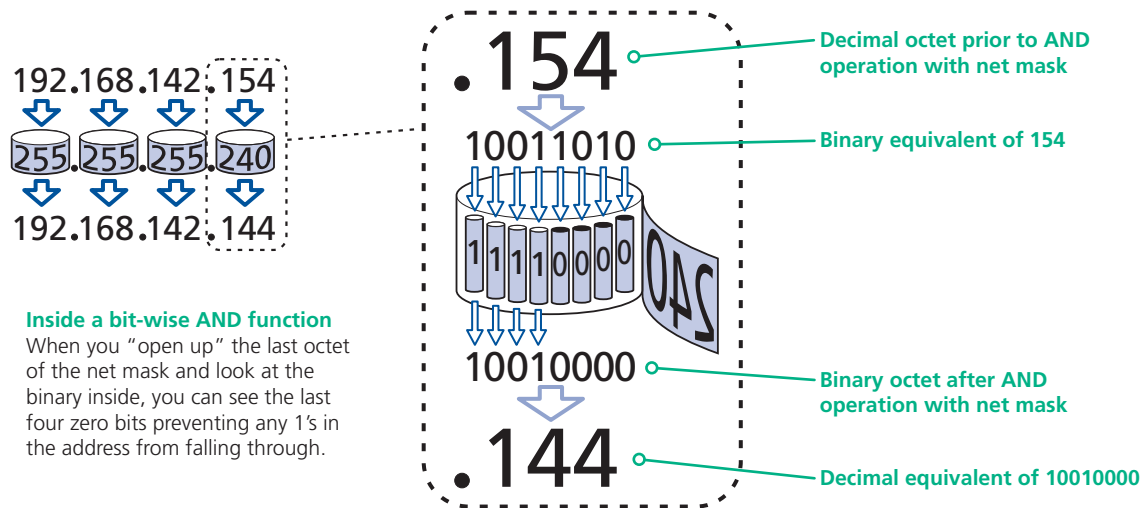 192.168.142.154
255.255.255.240
192.168.142.144
Inside a bit-wise AND function
When you “open up” the last octet
of the net mask and look at the
binary inside, you can see the last
four zero bits preventing any 1’s in
the address from falling through.
.154
10011010
11110000
240
10010000
.144
Decimal octet prior to AND
operation with net mask
Binary equivalent of 154
Binary octet after AND
operation with net mask
Decimal equivalent of 10010000